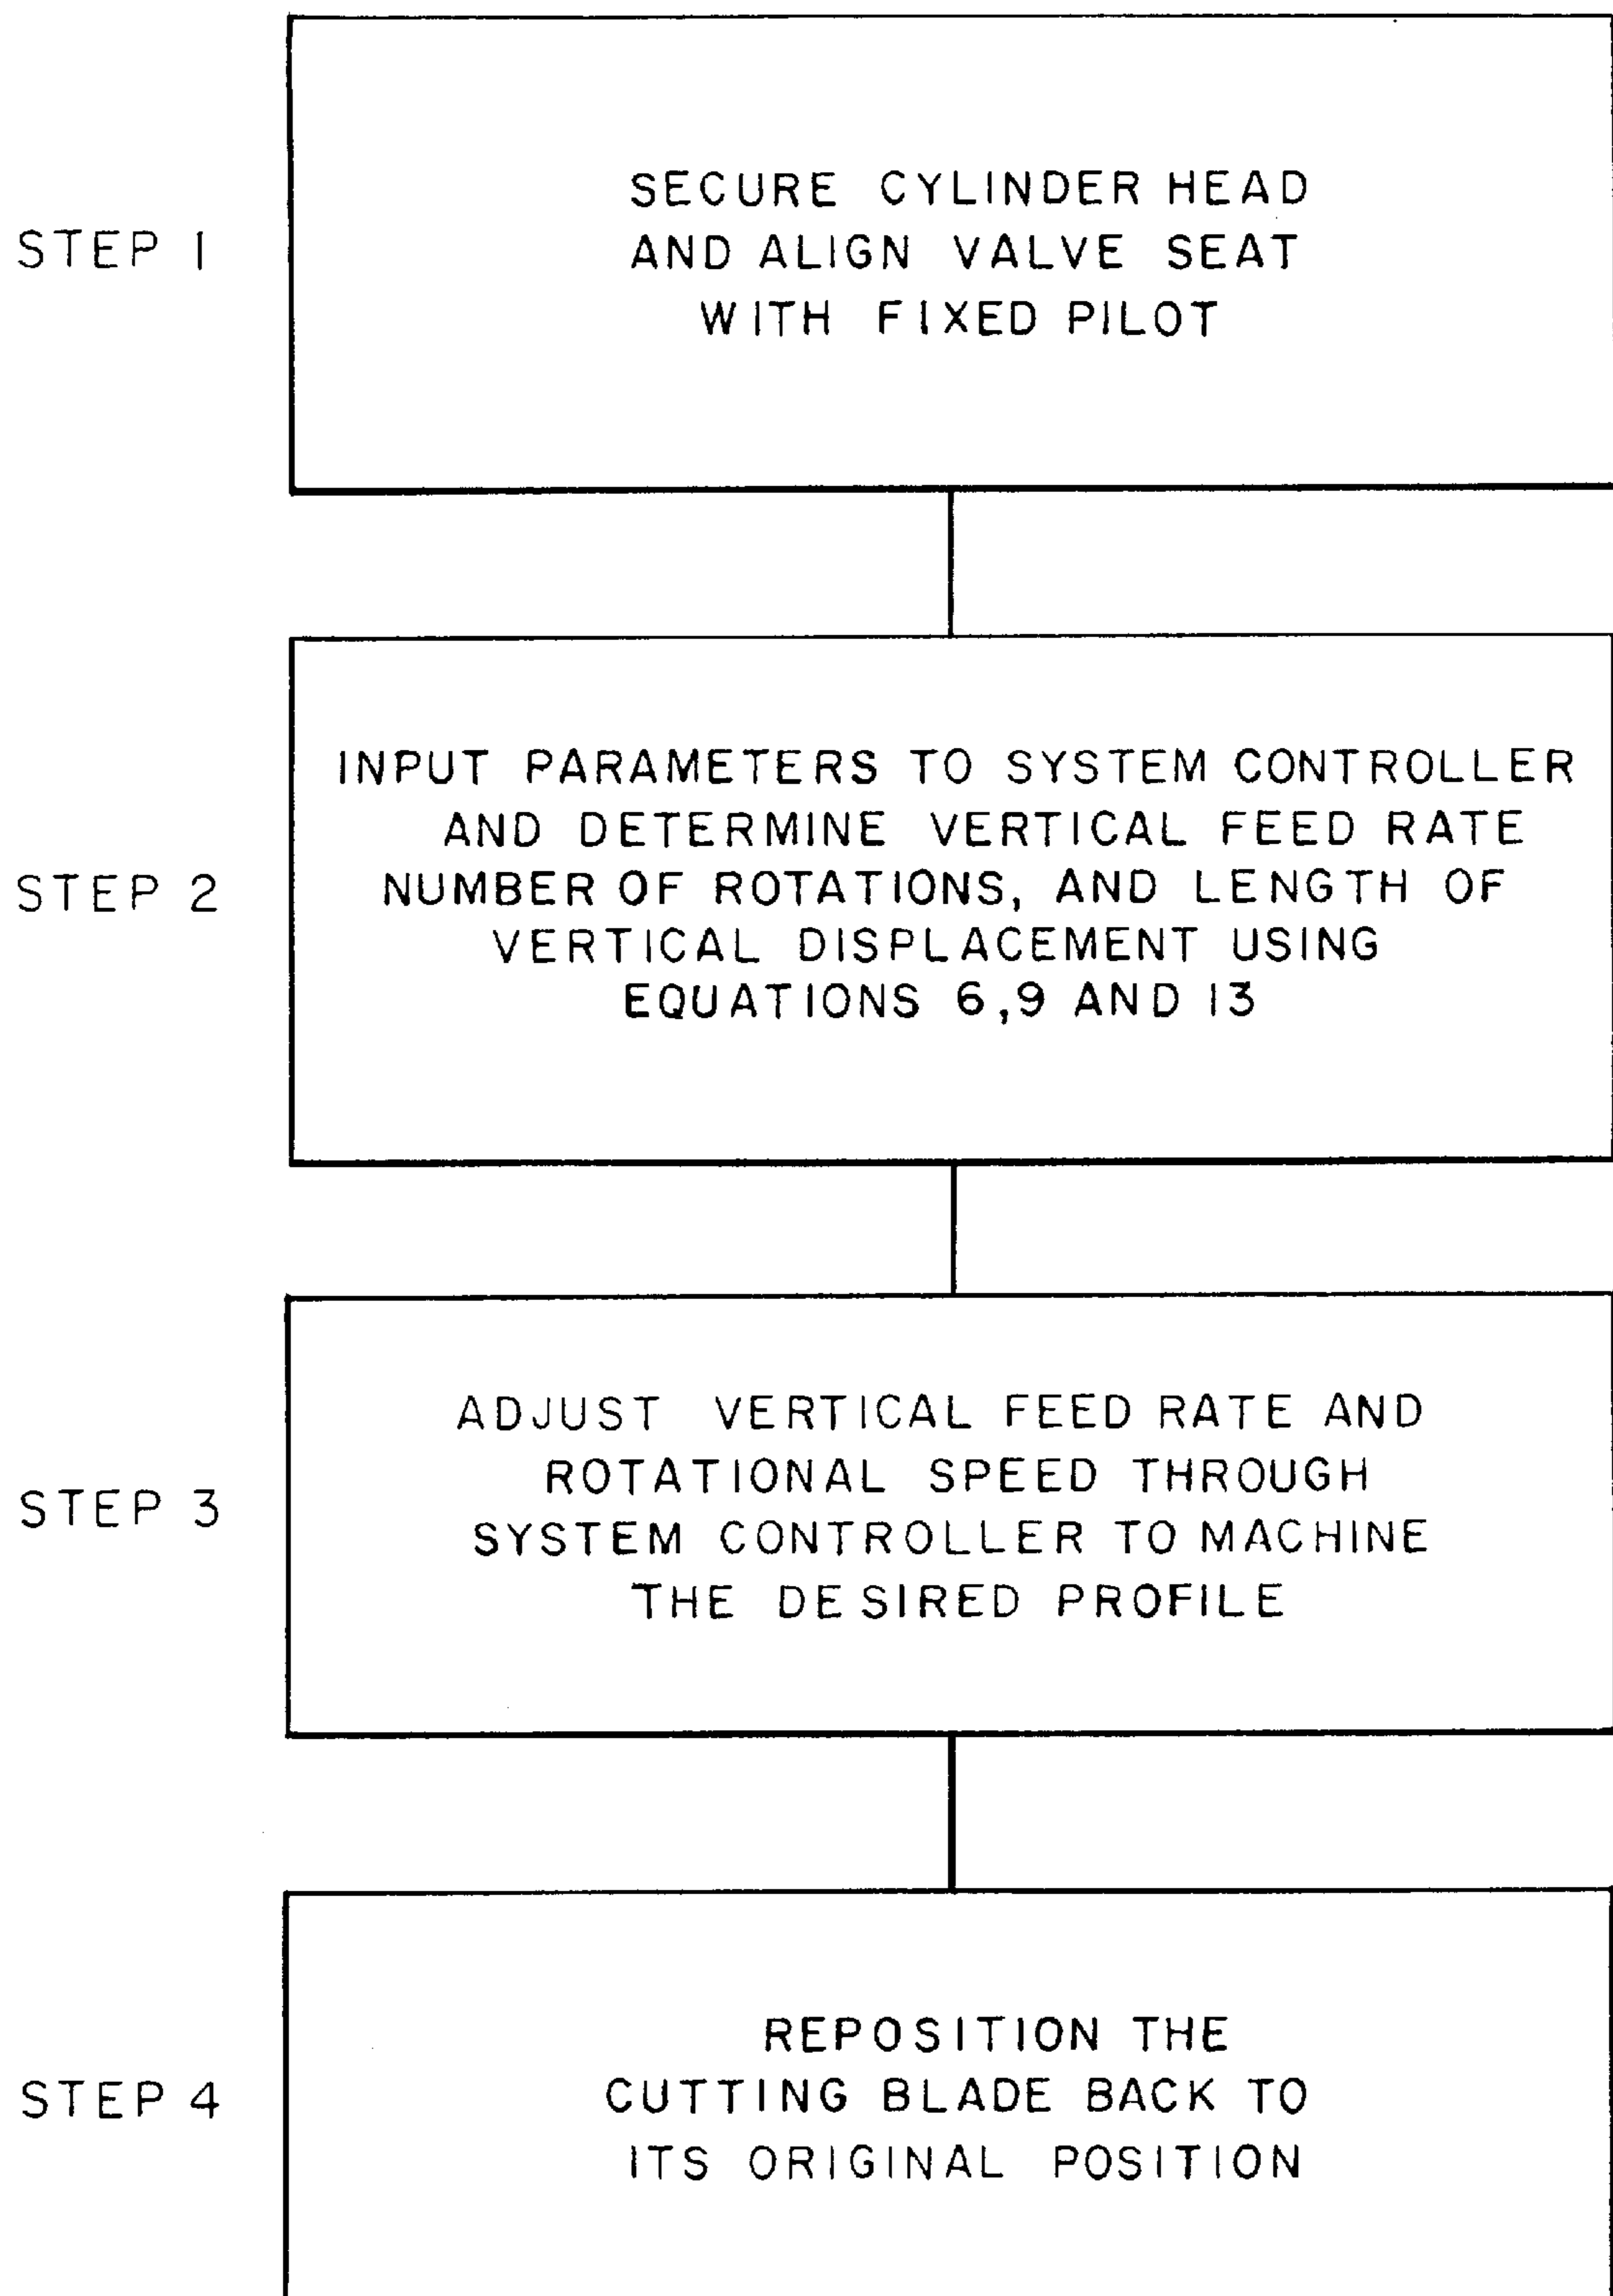 STEP 1
SECURE CYLINDER HEAD
AND ALIGN VALVE SEAT
WITH FIXED PILOT
STEP 2
INPUT PARAMETERS TO SYSTEM CONTROLLER
AND DETERMINE VERTICAL FEED RATE
NUMBER OF ROTATIONS, AND LENGTH OF
VERTICAL DISPLACEMENT USING
EQUATIONS 6,9 AND 13
STEP 3
ADJUST VERTICAL FEED RATE AND
ROTATIONAL SPEED THROUGH
SYSTEM CONTROLLER TO MACHINE
THE DESIRED PROFILE
STEP 4
REPOSITION THE
CUTTING BLADE BACK TO
ITS ORIGINAL POSITION